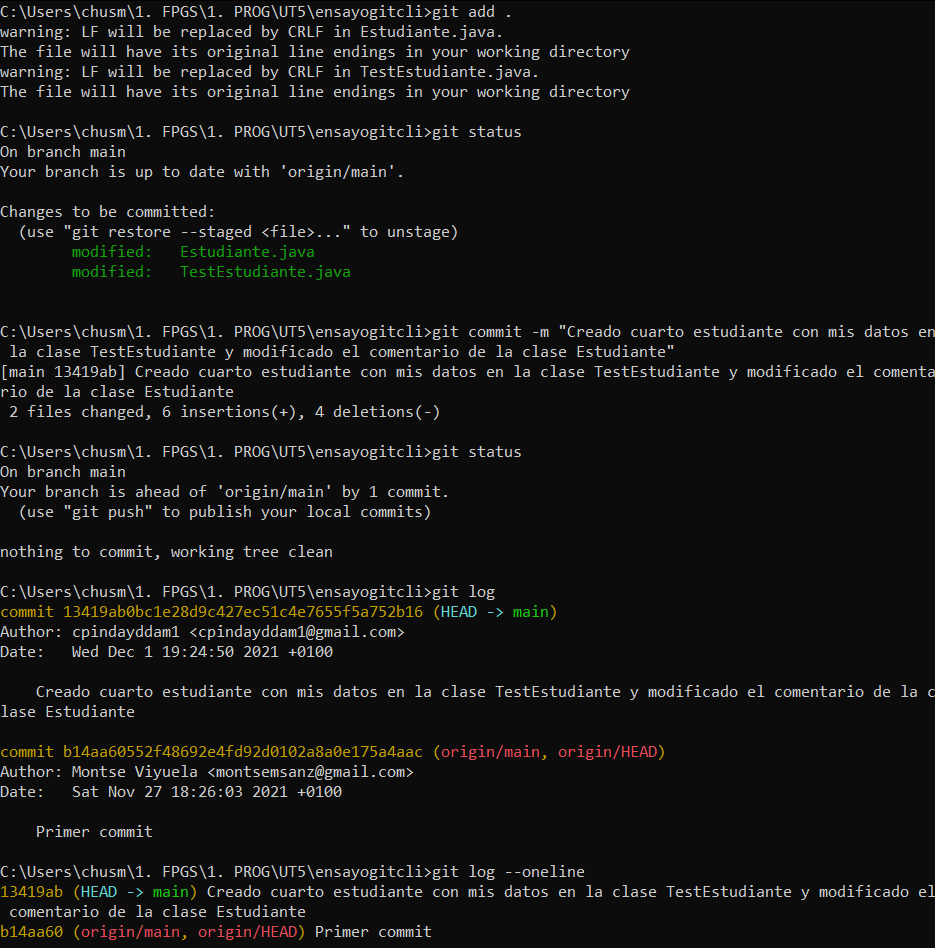 C:\Users\chusm\1. FPGS\1. PROG\UT5\ensayogitcli>git add .
warning: LF will be replaced by CRLF in Estudiante.java.
The file will have its original line endings in your working directory
warning: LF will be replaced by CRLF in TestEstudiante.java.
The file will have its original line endings in your working directory

C:\Users\chusm\1. FPGS\1. PROG\UT5\ensayogitcli>git status
On branch main
Your branch is up to date with 'origin/main'.

Changes to be committed:
  (use "git restore --staged <file>..." to unstage)
        modified:   Estudiante.java
        modified:   TestEstudiante.java

C:\Users\chusm\1. FPGS\1. PROG\UT5\ensayogitcli>git commit -m "Creado cuarto estudiante con mis datos en
 la clase TestEstudiante y modificado el comentario de la clase Estudiante"
[main 13419ab] Creado cuarto estudiante con mis datos en la clase TestEstudiante y modificado el comenta
rio de la clase Estudiante
 2 files changed, 6 insertions(+), 4 deletions(-)

C:\Users\chusm\1. FPGS\1. PROG\UT5\ensayogitcli>git status
On branch main
Your branch is ahead of 'origin/main' by 1 commit.
  (use "git push" to publish your local commits)

nothing to commit, working tree clean

C:\Users\chusm\1. FPGS\1. PROG\UT5\ensayogitcli>git log
commit 13419ab0bc1e28d9c427ec51c4e7655f5a752b16 (HEAD -> main)
Author: cpindayddam1 <cpindayddam1@gmail.com>
Date:   Wed Dec 1 19:24:50 2021 +0100

    Creado cuarto estudiante con mis datos en la clase TestEstudiante y modificado el comentario de la c
lase Estudiante

commit b14aa60552f48692e4fd92d0102a8a0e175a4aac (origin/main, origin/HEAD)
Author: Montse Viyuela <montsemsanz@gmail.com>
Date:   Sat Nov 27 18:26:03 2021 +0100

    Primer commit

C:\Users\chusm\1. FPGS\1. PROG\UT5\ensayogitcli>git log --oneline
13419ab (HEAD -> main) Creado cuarto estudiante con mis datos en la clase TestEstudiante y modificado el
 comentario de la clase Estudiante
b14aa60 (origin/main, origin/HEAD) Primer commit